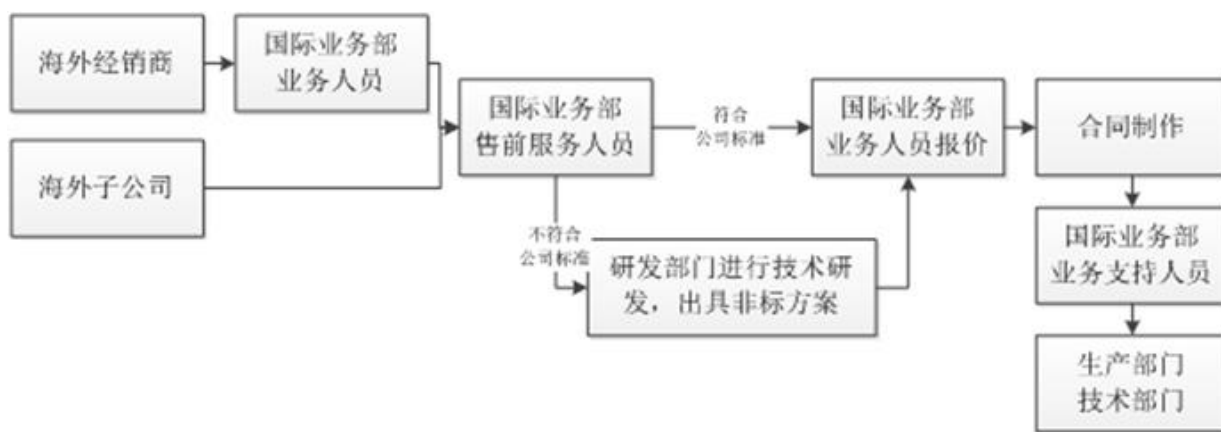 海外经销商
国际业务部
业务人员
海外子公司
国际业务部
售前服务人员
符合
公司标准
不符合
公司标准
研发部门进行技术研
发，出具非标方案
国际业务部
业务人员报价
合同制作
国际业务部
业务支持人员
生产部门
技术部门